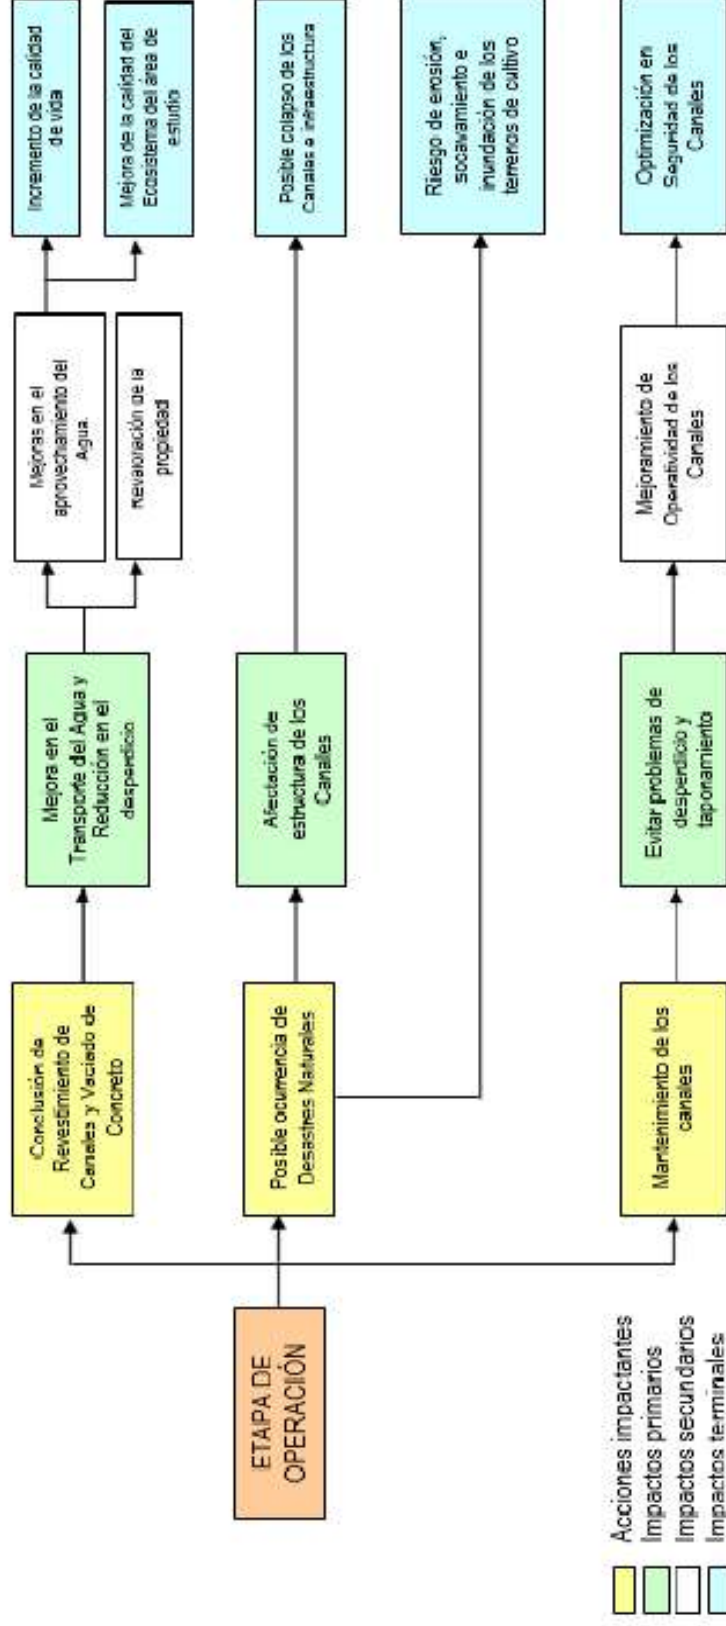 ETAPA DE
OPERACIÓN
Conclusión de
Revestimiento de
Canales y Vaciado de
Concreto
Mejora en el
Transporte del Agua y
Reducción en el
desperdicio
Mejoras en el
aprovechamiento del
Agua.
Revaloración de la
propiedad
Incremento de la calidad
de vida
Mejora de la calidad del
Ecosistema del área de
estudio
Posible ocurrencia de
Desastres Naturales
Afectación de
estructura de los
Canales
Posible colapso de los
Canales e infraestructura
Riesgo de erosión,
socavamiento e
inundación de los
terrenos de cultivo
Mantenimiento de los
canales
Evitar problemas de
desperdicio y
taponamiento
Mejoramiento de
Operatividad de los
Canales
Optimización en
Seguridad de los
Canales
Acciones impactantes
Impactos primarios
Impactos secundarios
Impactos terminales